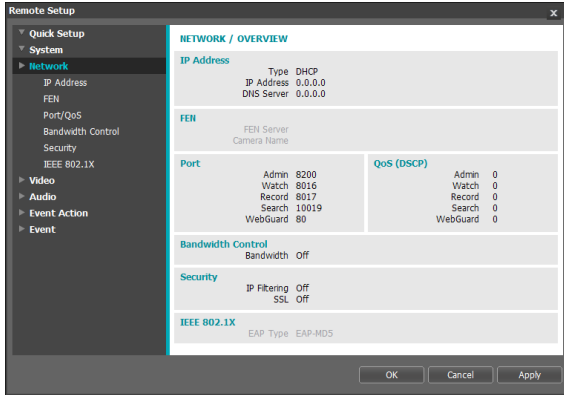 Remote Setup
x
Quick Setup
System
Network
IP Address
FEN
Port/QoS
Bandwidth Control
Security
IEEE 802.1X
Video
Audio
Event Action
Event
NETWORK / OVERVIEW
IP Address
Type DHCP
IP Address 0.0.0.0
DNS Server 0.0.0.0
FEN
FEN Server
Camera Name
Port
Admin 8200
Watch 8016
Record 8017
Search 10019
WebGuard 80
QoS (DSCP)
Admin 0
Watch 0
Record 0
Search 0
WebGuard 0
Bandwidth Control
Bandwidth Off
Security
IP Filtering Off
SSL Off
IEEE 802.1X
EAP Type EAP-MD5
OK Cancel Apply